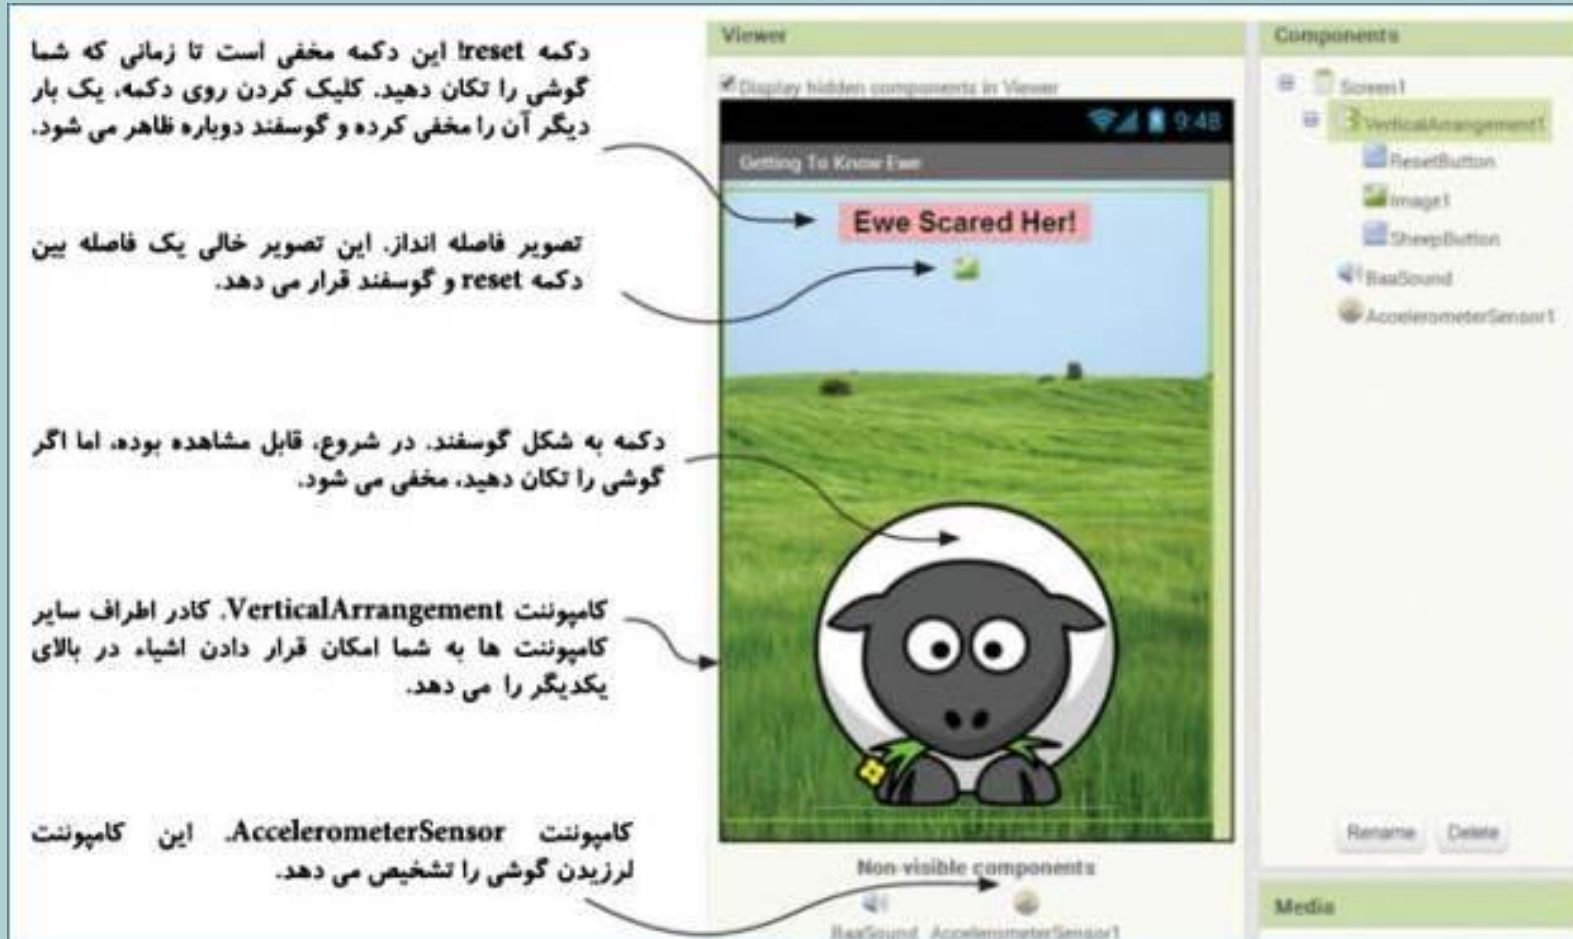 دکمه reset! این دکمه مخفی است تا زمانی که شما
گوشی را تکان دهید. کلیک کردن روی دکمه، یک بار
دیگر آن را مخفی کرده و گوسفند دوباره ظاهر می شود.
تصویر فاصله انداز. این تصویر خالی یک فاصله بین
دکمه reset و گوسفند قرار می دهد.
دکمه به شکل گوسفند. در شروع، قابل مشاهده بوده، اما اگر
گوشی را تکان دهید، مخفی می شود.
کامپوننت VerticalArrangement. کادر اطراف سایر
کامپوننت ها به شما امکان قرار دادن اشیاء در بالای
یکدیگر را می دهد.
کامپوننت AccelerometerSensor. این کامپوننت
لرزیدن گوشی را تشخیص می دهد.
Viewer
Display hidden components in Viewer
9:48
Getting To Know Ewe
Ewe Scared Her!
Non-visible components
BaaSound AccelerometerSensor1
Components
Screen1
VerticalArrangement1
ResetButton
Image1
SheepButton
BaaSound
AccelerometerSensor1
Rename Delete
Media